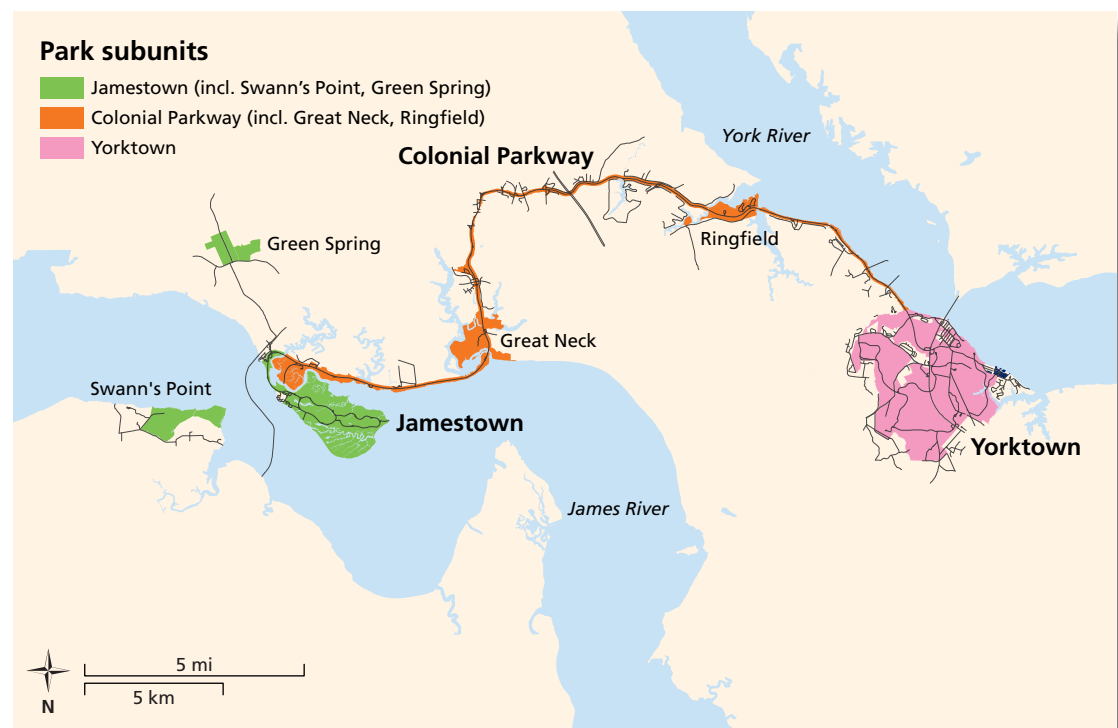 Park subunits
Jamestown (incl. Swann's Point, Green Spring)
Colonial Parkway (incl. Great Neck, Ringfield)
Yorktown
York River
Colonial Parkway
Green Spring
Ringfield
Great Neck
Swann's Point
Jamestown
Yorktown
James River
5 mi
5 km
N